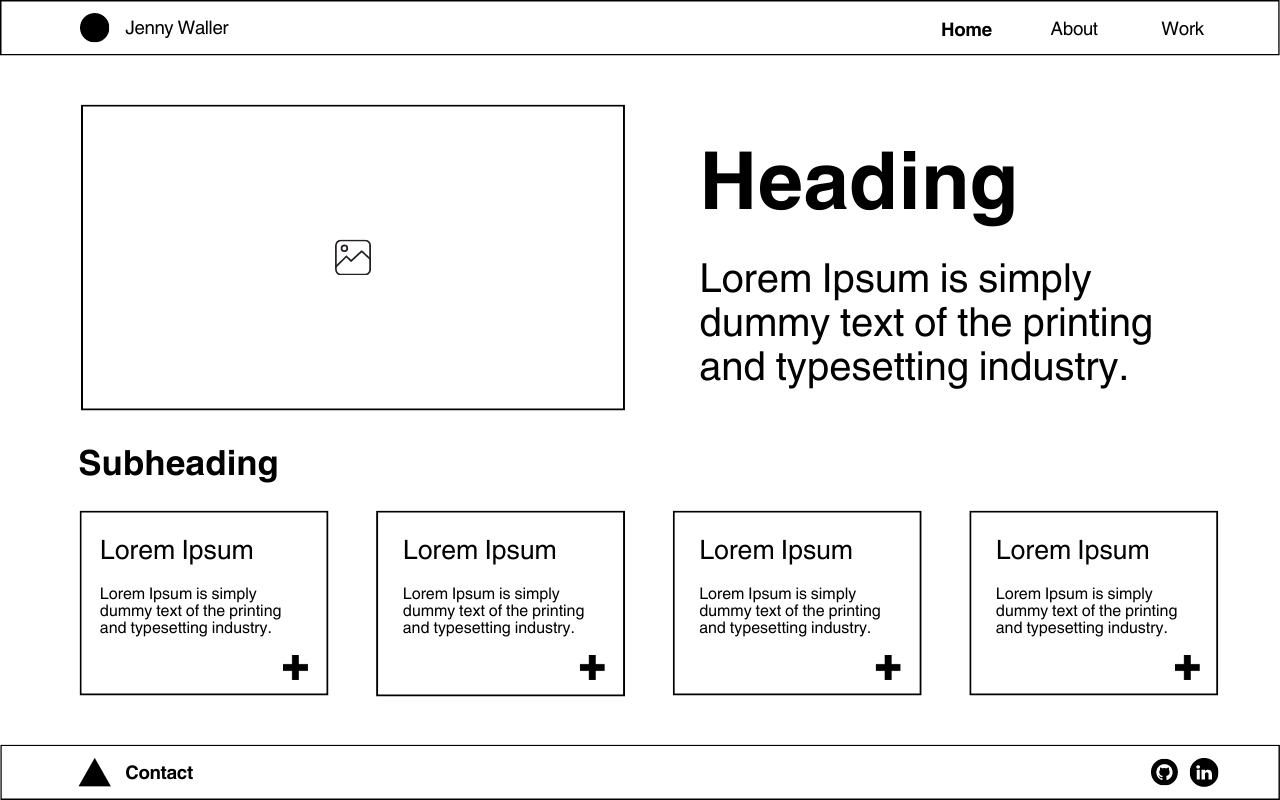 Jenny Waller
Home
About
Work
Heading
Lorem Ipsum is simply
dummy text of the printing
and typesetting industry.
Subheading
Lorem Ipsum
Lorem Ipsum is simply
dummy text of the printing
and typesetting industry.
Lorem Ipsum
Lorem Ipsum is simply
dummy text of the printing
and typesetting industry.
Lorem Ipsum
Lorem Ipsum is simply
dummy text of the printing
and typesetting industry.
Lorem Ipsum
Lorem Ipsum is simply
dummy text of the printing
and typesetting industry.
Contact
in